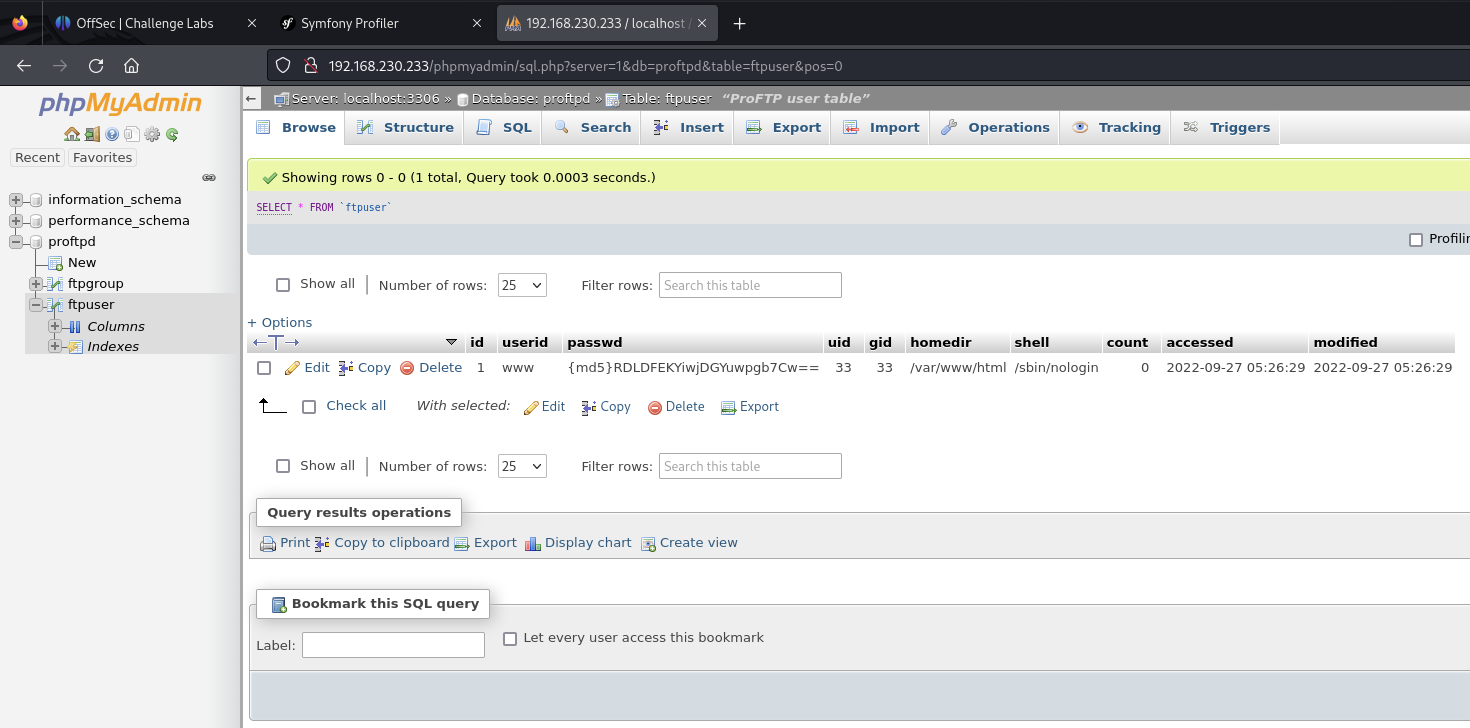 OffSec | Challenge Labs
Symfony Profiler
192.168.230.233 / localhost /
192.168.230.233/phpmyadmin/sql.php?server=1&db=proftpd&table=ftpuser&pos=0
phpMyAdmin
Recent Favorites
information_schema
performance_schema
proftpd
New
ftpgroup
ftpuser
Columns
Indexes
Server: localhost:3306 » Database: proftpd » Table: ftpuser "ProFTP user table"
Browse Structure SQL Search Insert Export Import Operations Tracking Triggers
Showing rows 0 - 0 (1 total, Query took 0.0003 seconds.)
SELECT * FROM `ftpuser`
Profilin
Show all Number of rows: 25 Filter rows: Search this table
+ Options
←T→ id userid passwd uid gid homedir shell count accessed modified
Edit Copy Delete 1 www {md5}RDLDFEKYiwjDGYuwpgb7Cw== 33 33 /var/www/html /sbin/nologin 0 2022-09-27 05:26:29 2022-09-27 05:26:29
Check all With selected: Edit Copy Delete Export
Show all Number of rows: 25 Filter rows: Search this table
Query results operations
Print Copy to clipboard Export Display chart Create view
Bookmark this SQL query
Label: Let every user access this bookmark